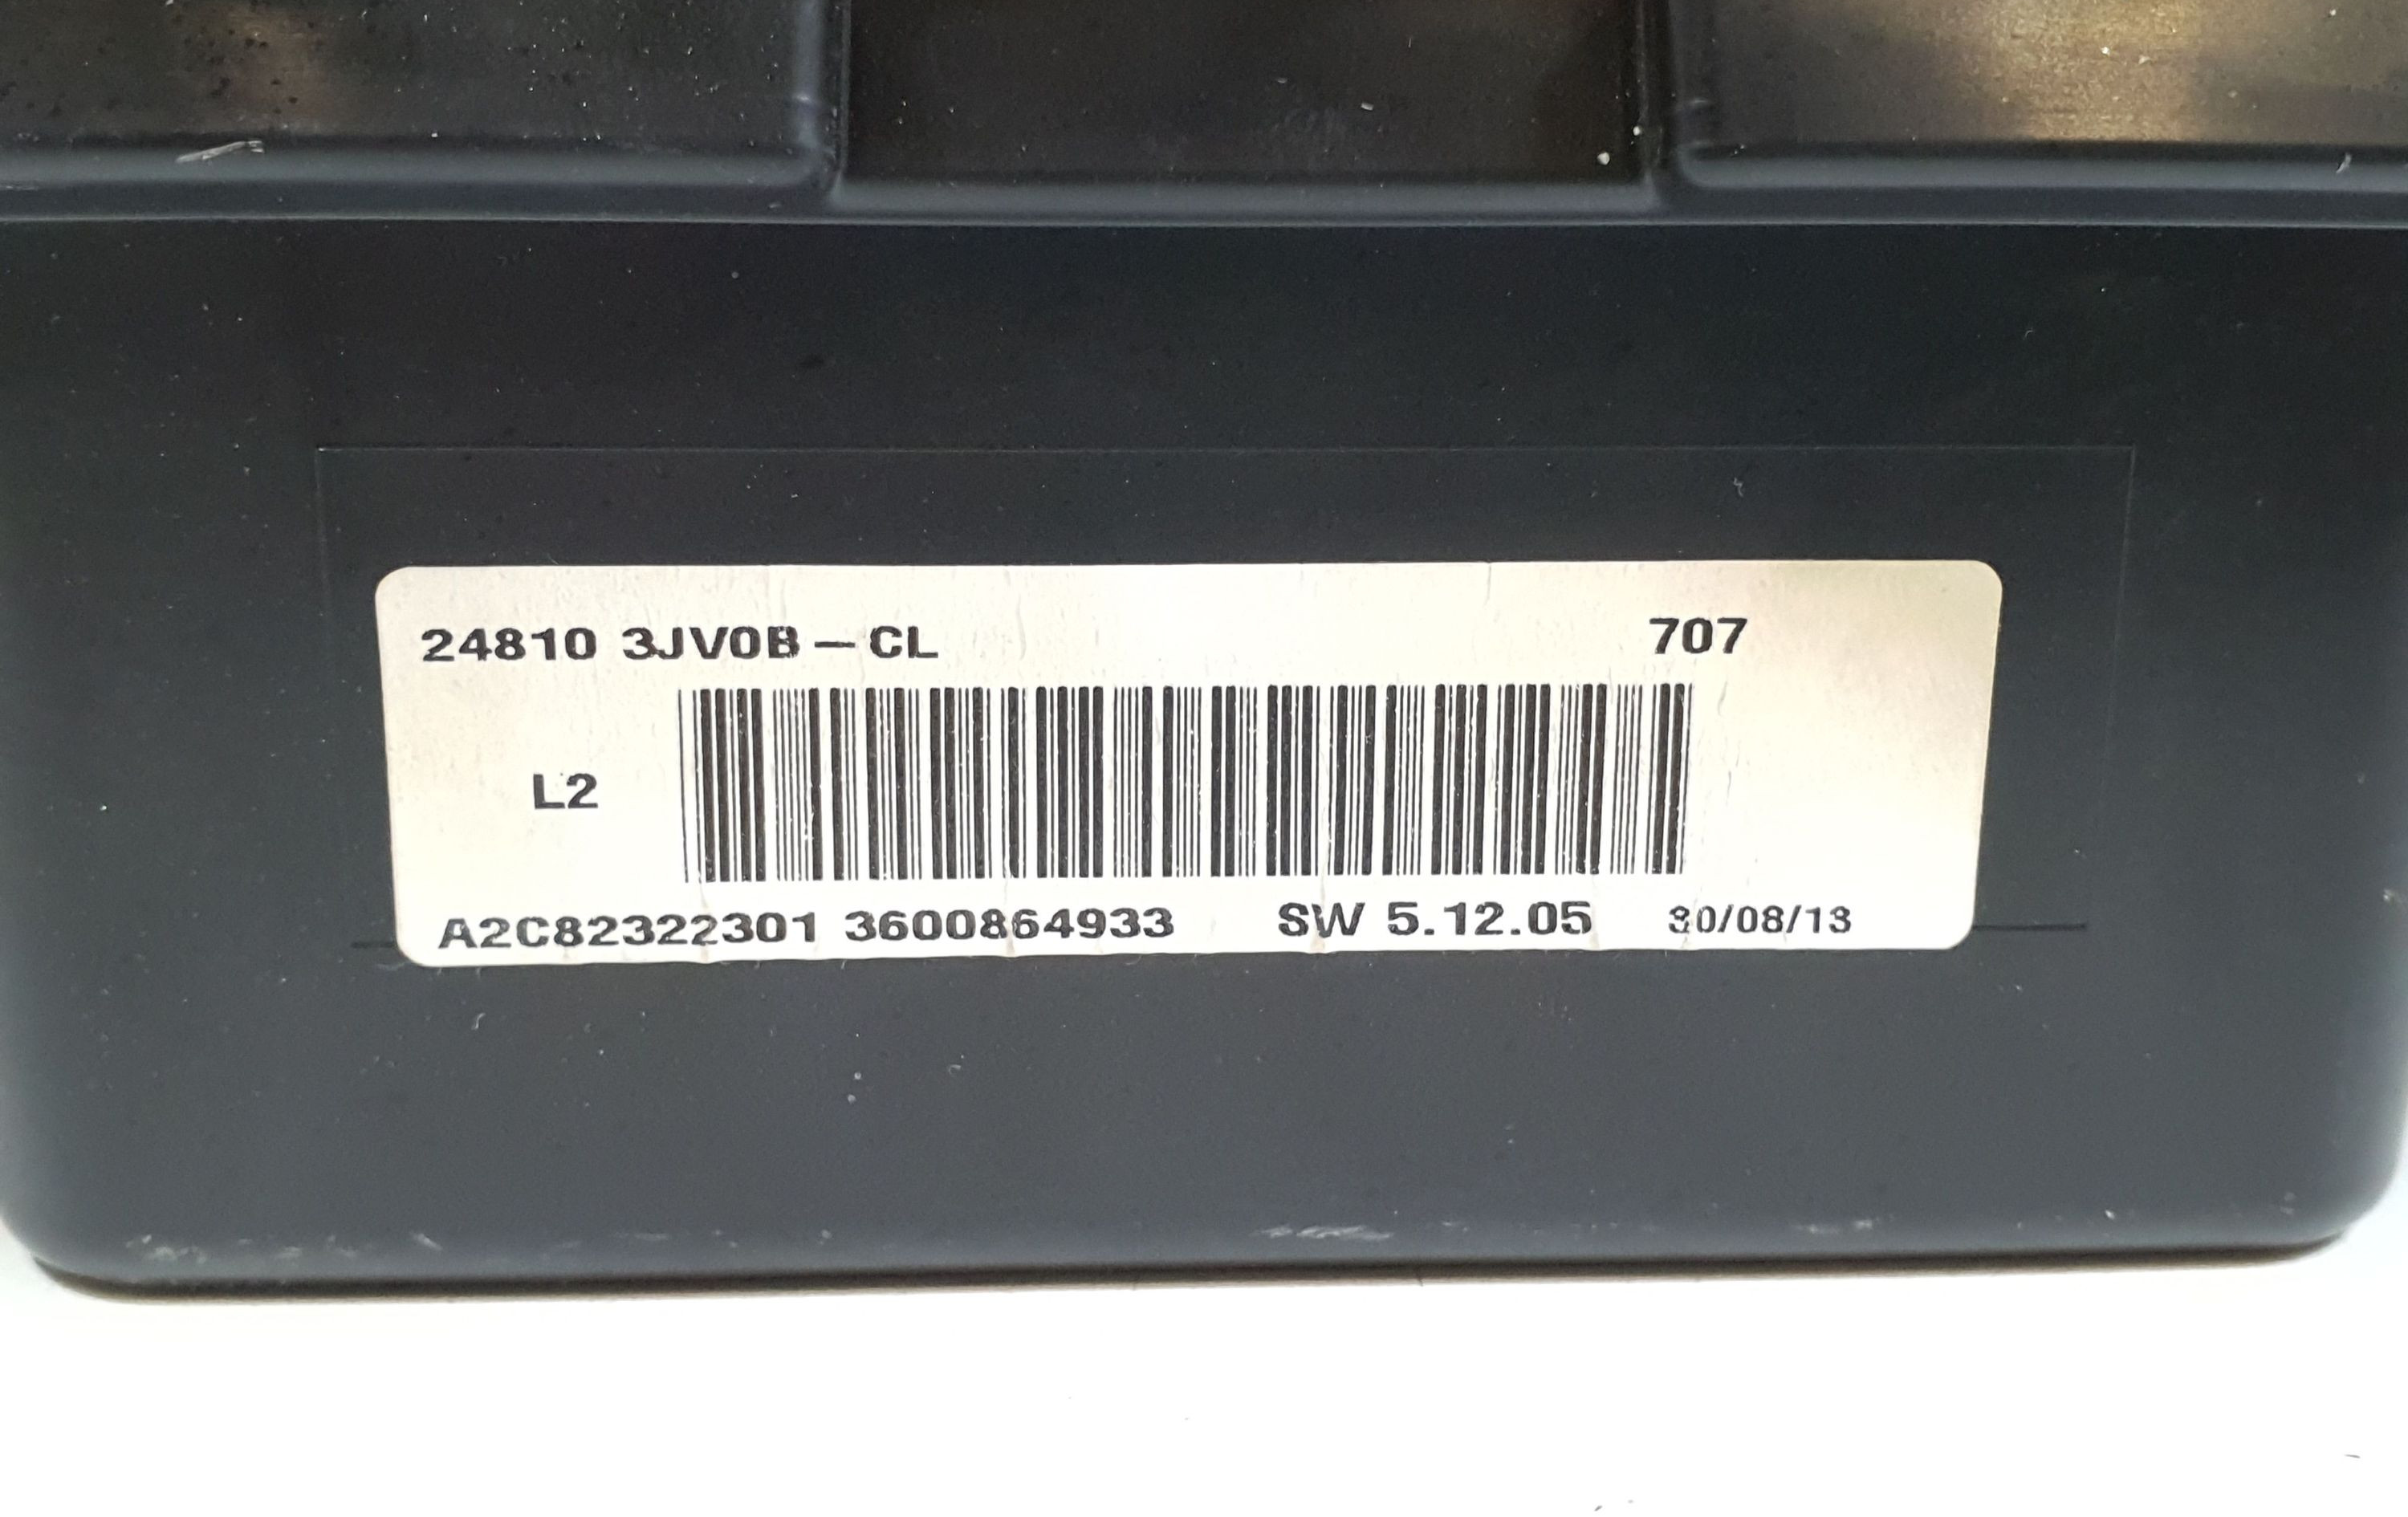 24810 3JV0B – CL 707
L2
A2C82322301 3600864933 SW 5.12.05 30/08/13